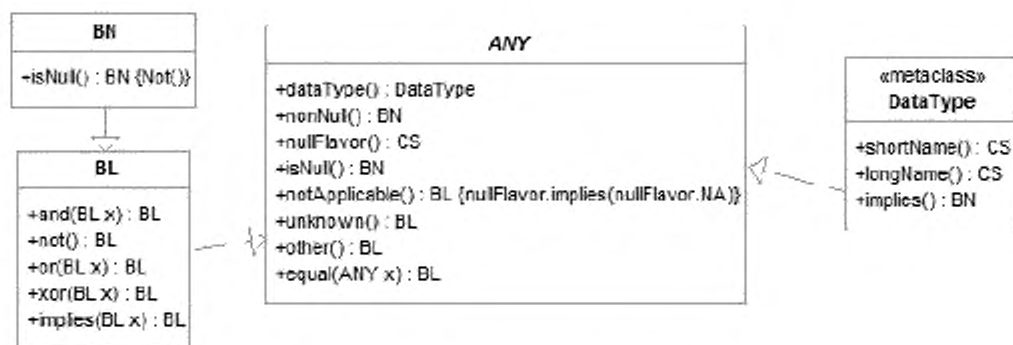 BN
+isNull() : BN {Not()}
BL
+and(BL x) : BL
+not() : BL
+or(BL x) : BL
+xor(BL x) : BL
+implies(BL x) : BL
ANY
+dataType() : DataType
+nonNull() : BN
+nullFlavor() : CS
+isNull() : BN
+notApplicable() : BL {nullFlavor.implies(nullFlavor.NA)}
+unknown() : BL
+other() : BL
+equal(ANY x) : BL
«metaclass»
DataType
+shortName() : CS
+longName() : CS
+implies() : BN